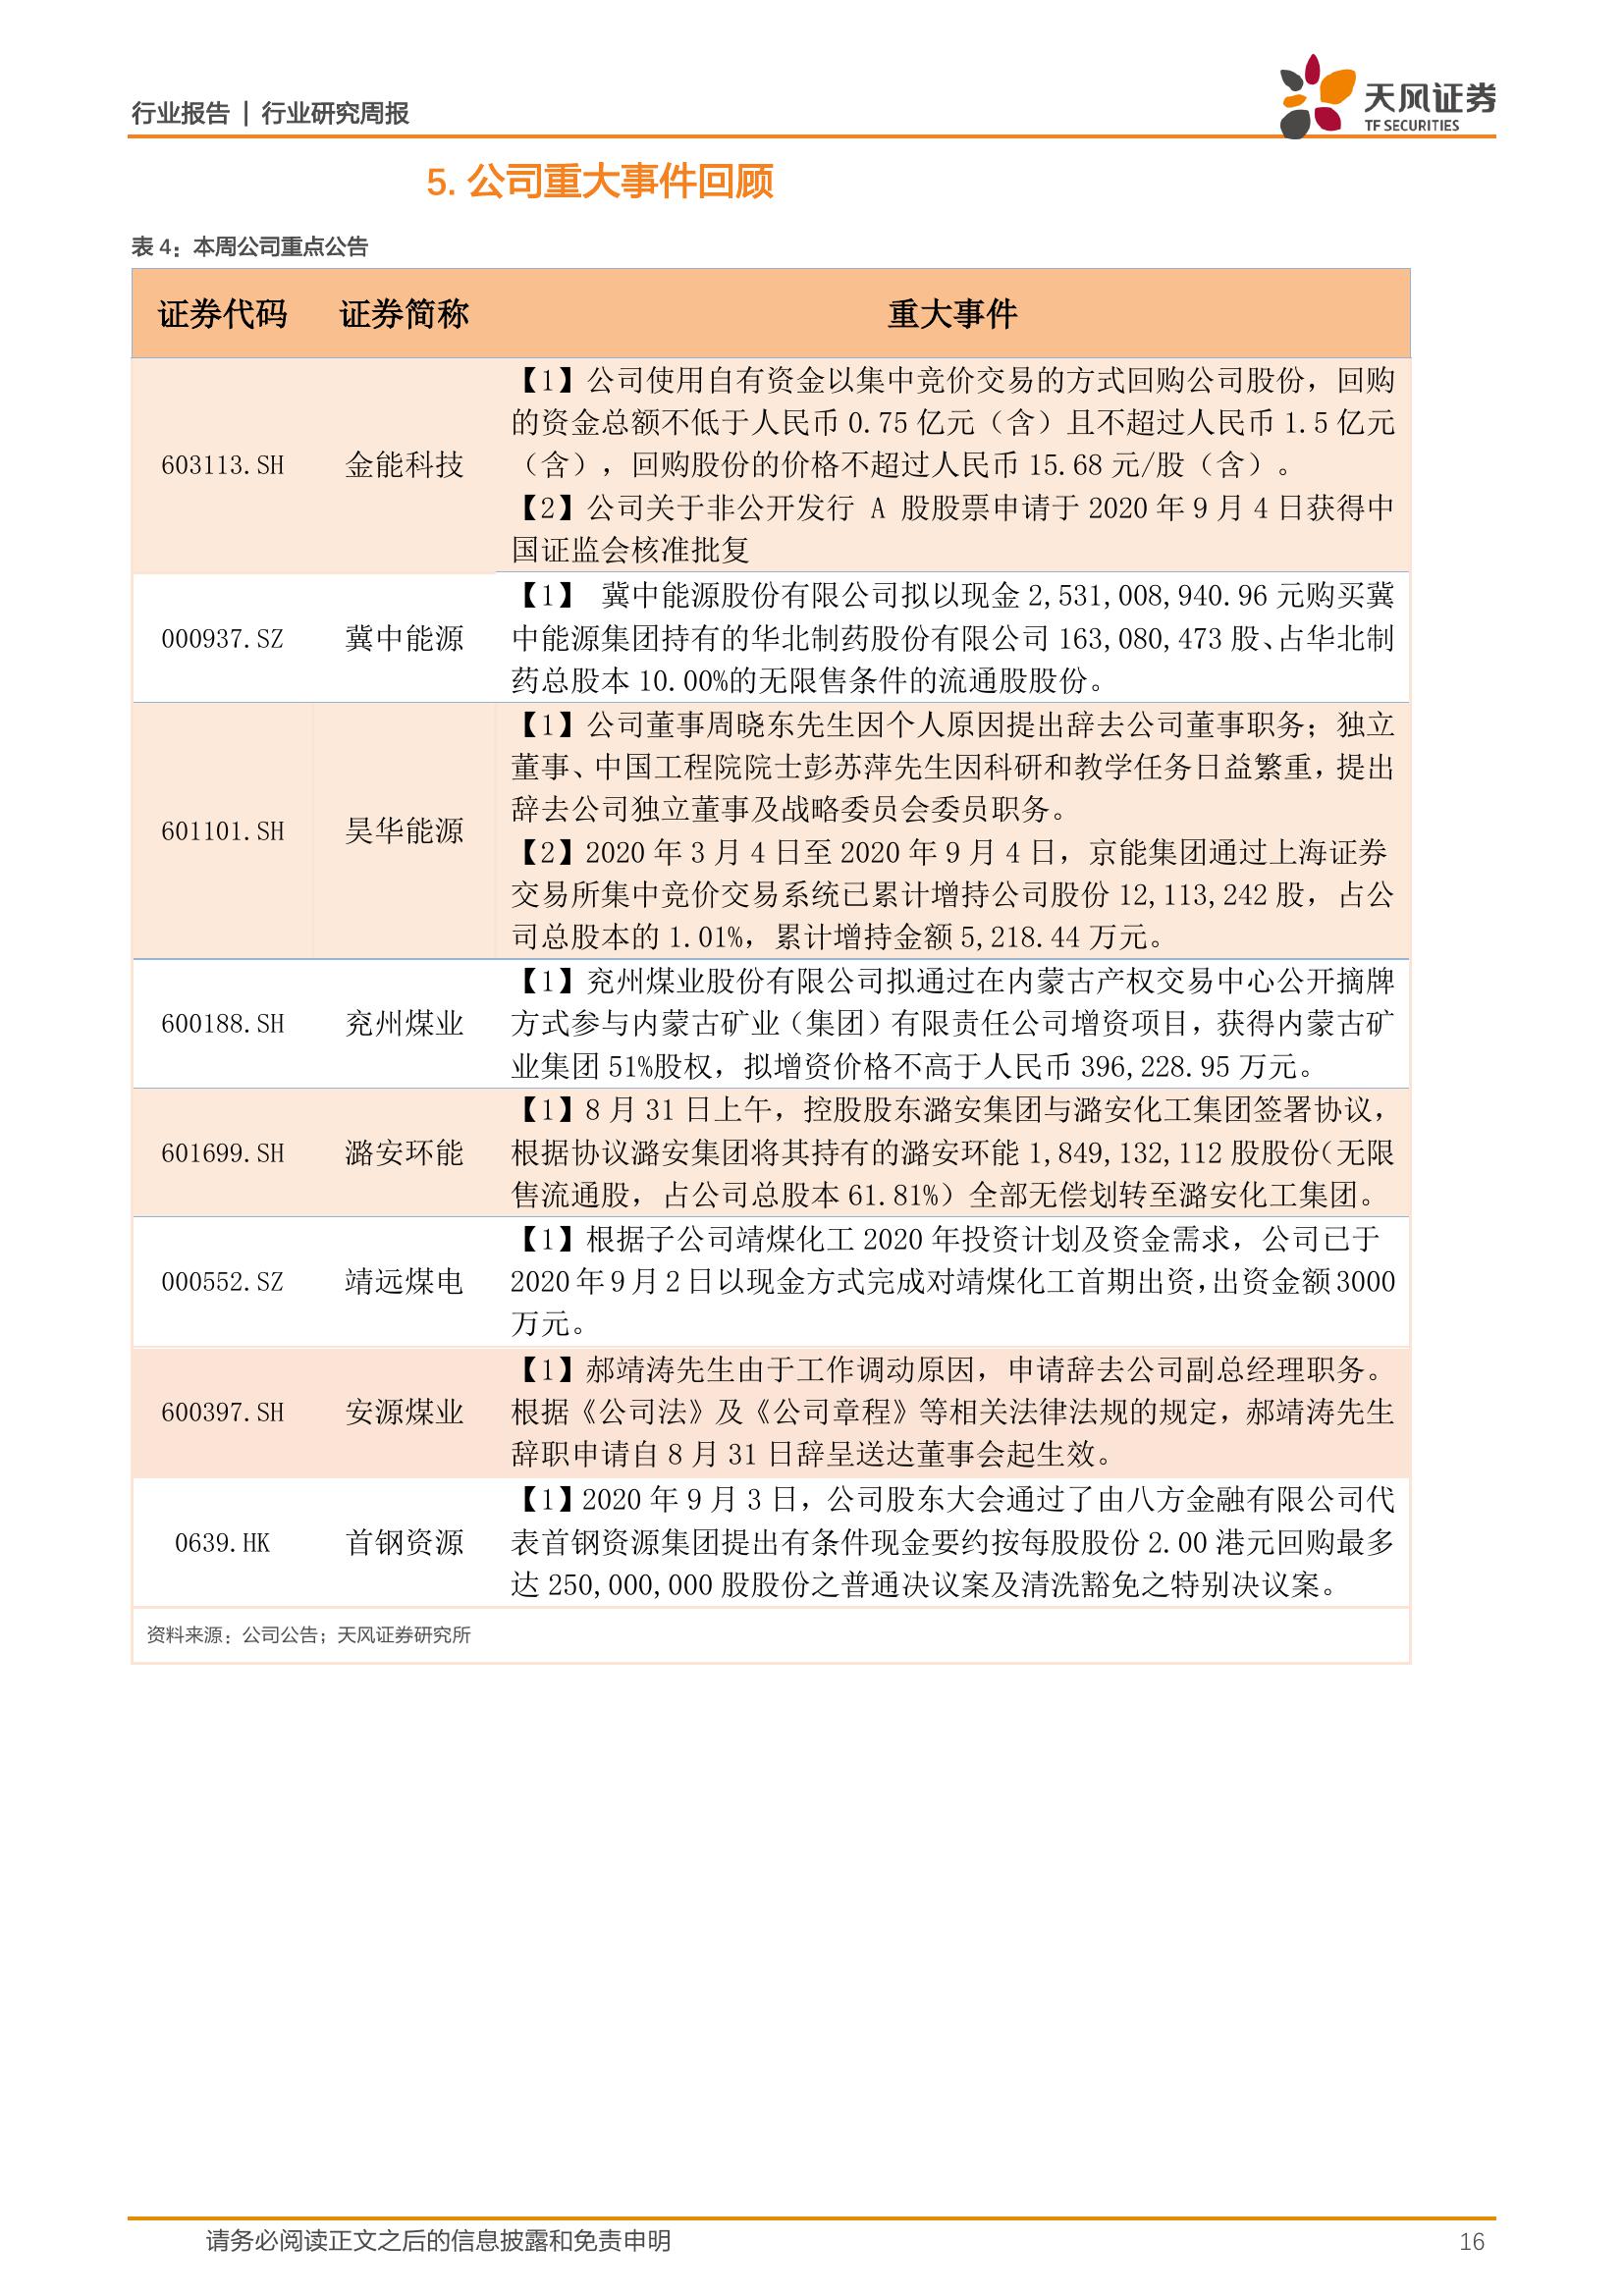 行业报告 | 行业研究周报
天风证券
TF SECURITIES
5. 公司重大事件回顾
表 4：本周公司重点公告
证券代码 证券简称 重大事件
603113.SH 金能科技
【1】公司使用自有资金以集中竞价交易的方式回购公司股份，回购
的资金总额不低于人民币 0.75 亿元（含）且不超过人民币 1.5 亿元
（含），回购股份的价格不超过人民币 15.68 元/股（含）。
【2】公司关于非公开发行 A 股股票申请于 2020 年 9 月 4 日获得中
国证监会核准批复
000937.SZ 冀中能源
【1】 冀中能源股份有限公司拟以现金 2,531,008,940.96 元购买冀
中能源集团持有的华北制药股份有限公司 163,080,473 股、占华北制
药总股本 10.00%的无限售条件的流通股股份。
601101.SH 昊华能源
【1】公司董事周晓东先生因个人原因提出辞去公司董事职务；独立
董事、中国工程院院士彭苏萍先生因科研和教学任务日益繁重，提出
辞去公司独立董事及战略委员会委员职务。
【2】2020 年 3 月 4 日至 2020 年 9 月 4 日，京能集团通过上海证券
交易所集中竞价交易系统已累计增持公司股份 12,113,242 股，占公
司总股本的 1.01%，累计增持金额 5,218.44 万元。
600188.SH 兖州煤业
【1】兖州煤业股份有限公司拟通过在内蒙古产权交易中心公开摘牌
方式参与内蒙古矿业（集团）有限责任公司增资项目，获得内蒙古矿
业集团 51%股权，拟增资价格不高于人民币 396,228.95 万元。
601699.SH 潞安环能
【1】8 月 31 日上午，控股股东潞安集团与潞安化工集团签署协议，
根据协议潞安集团将其持有的潞安环能 1,849,132,112 股股份（无限
售流通股，占公司总股本 61.81%）全部无偿划转至潞安化工集团。
000552.SZ 靖远煤电
【1】根据子公司靖煤化工 2020 年投资计划及资金需求，公司已于
2020 年 9 月 2 日以现金方式完成对靖煤化工首期出资，出资金额 3000
万元。
600397.SH 安源煤业
【1】郝靖涛先生由于工作调动原因，申请辞去公司副总经理职务。
根据《公司法》及《公司章程》等相关法律法规的规定，郝靖涛先生
辞职申请自 8 月 31 日辞呈送达董事会起生效。
0639.HK 首钢资源
【1】2020 年 9 月 3 日，公司股东大会通过了由八方金融有限公司代
表首钢资源集团提出有条件现金要约按每股股份 2.00 港元回购最多
达 250,000,000 股股份之普通决议案及清洗豁免之特别决议案。
资料来源：公司公告；天风证券研究所
请务必阅读正文之后的信息披露和免责申明 16